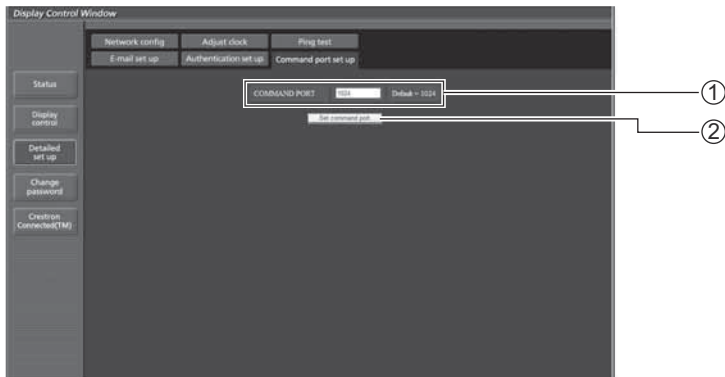 Display Control Window
Network config Adjust clock Ping test
E-mail set up Authentication set up Command port set up
Status
COMMAND PORT 1024 Default = 1024
①
Set command port
②
Display
control
Detailed
set up
Change
password
Crestron
Connected(TM)